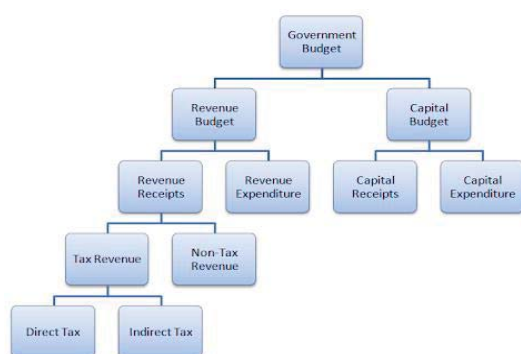 Government
Budget
Revenue
Budget
Capital
Budget
Revenue
Receipts
Revenue
Expenditure
Capital
Receipts
Capital
Expenditure
Tax Revenue
Non-Tax
Revenue
Direct Tax
Indirect Tax